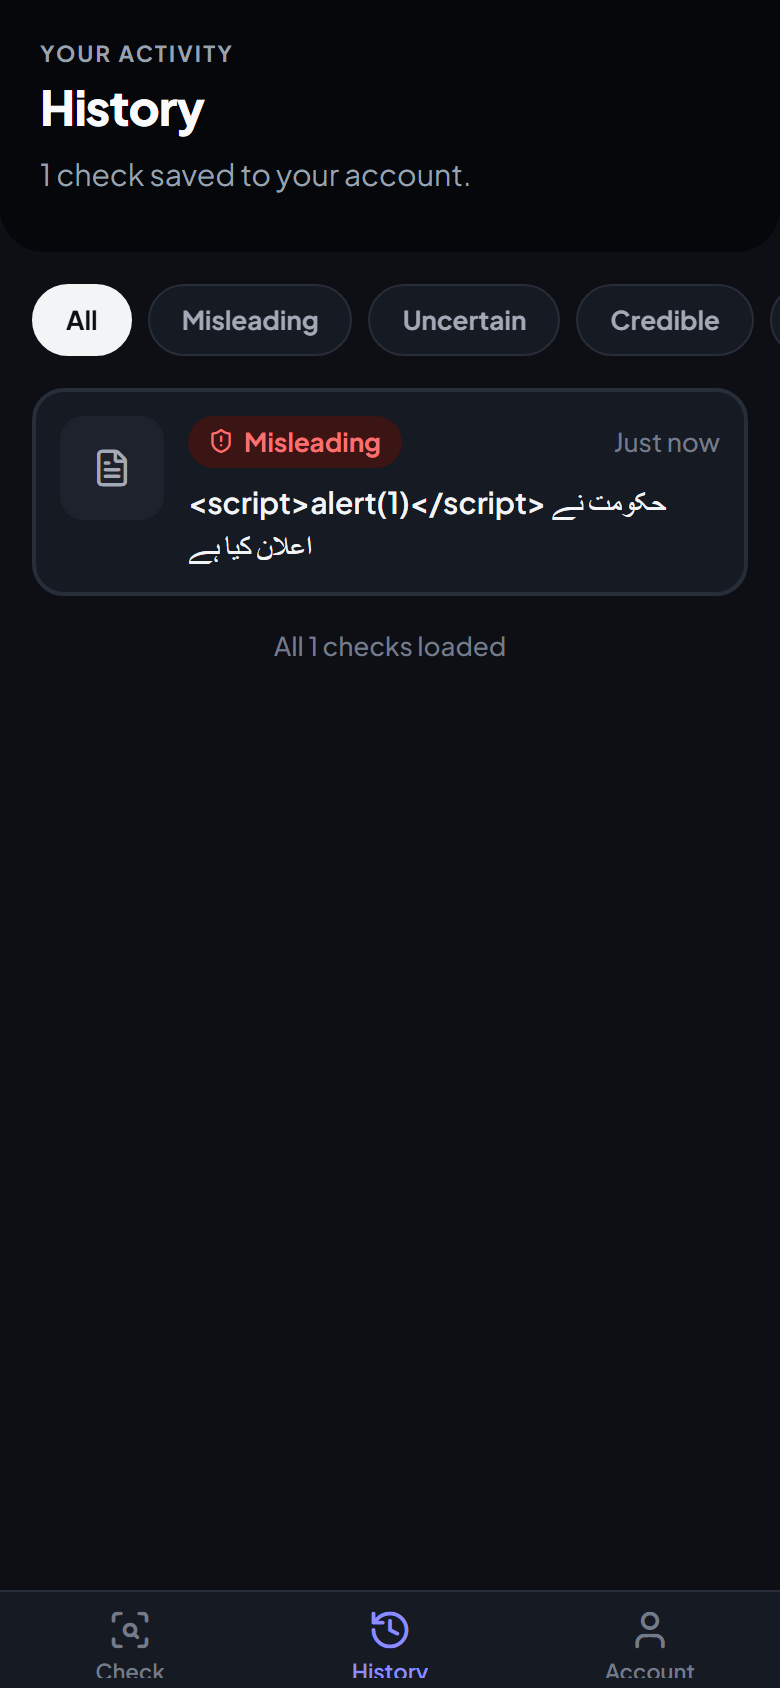 YOUR ACTIVITY
History
1 check saved to your account.
All
Misleading
Uncertain
Credible
Misleading
Just now
<script>alert(1)</script> حکومت نے
اعلان کیا ہے
All 1 checks loaded
Check
History
Account